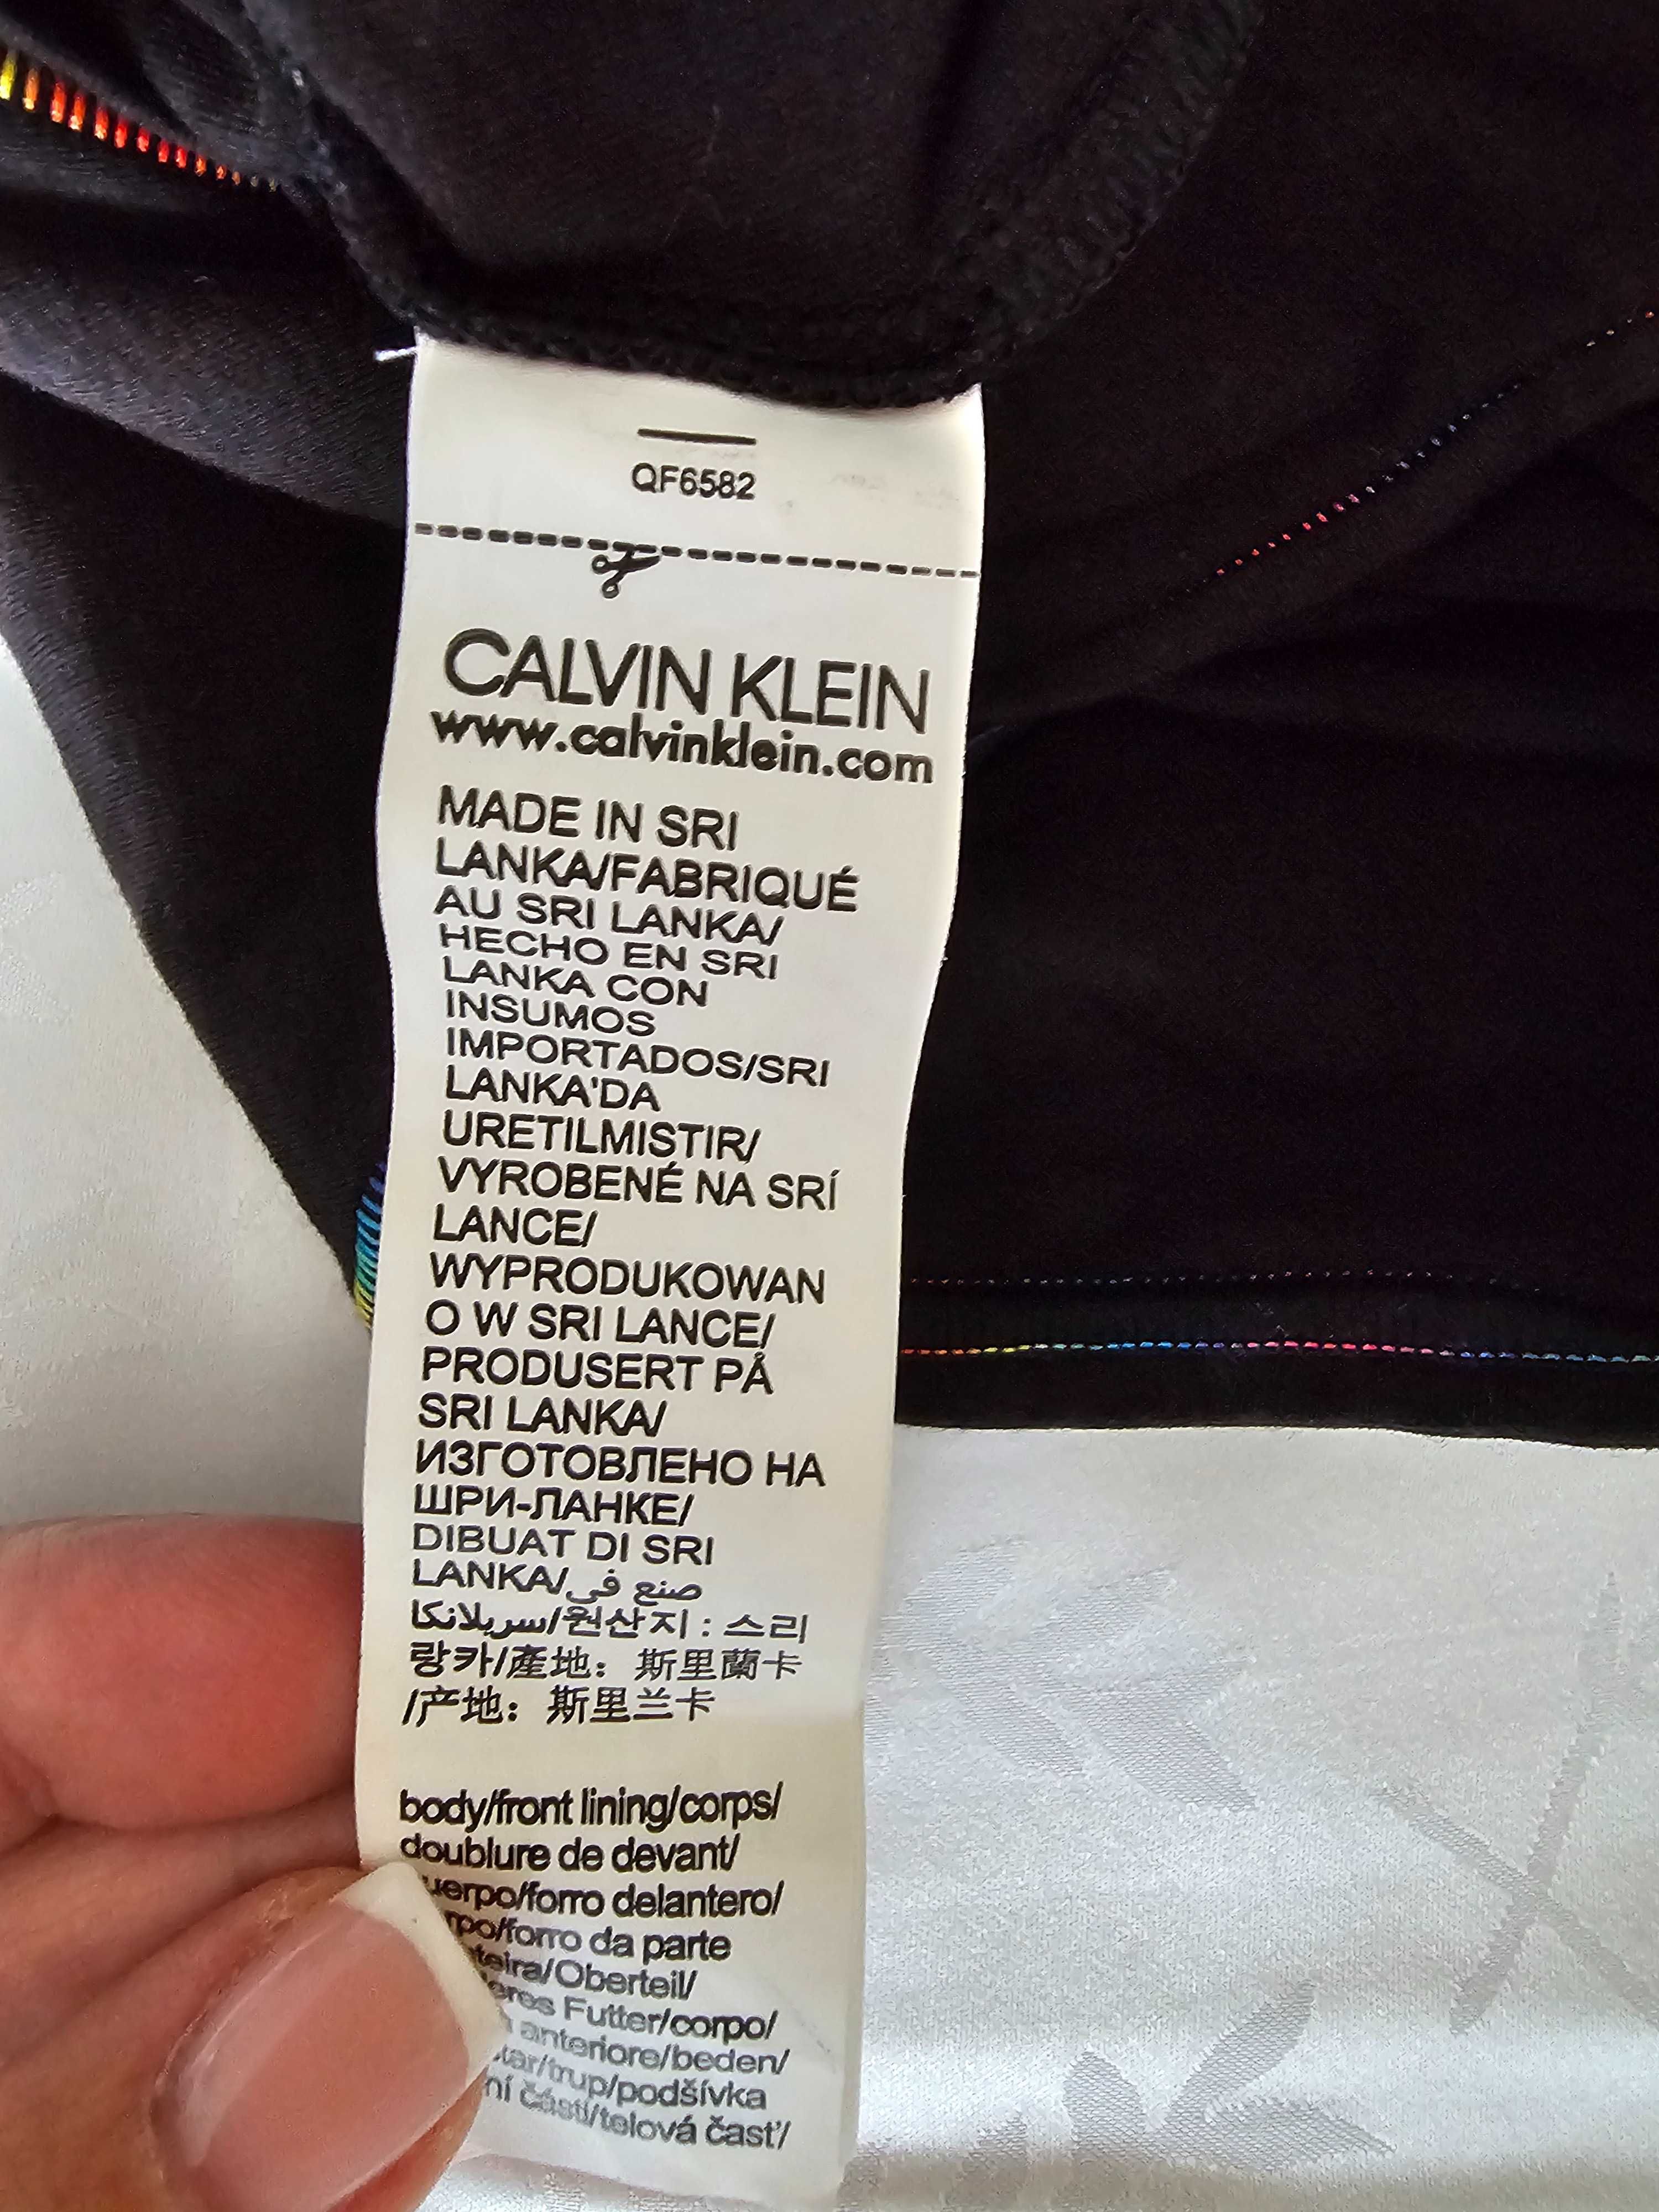 QF6582
CALVIN KLEIN
www.calvinklein.com
MADE IN SRI
LANKA/FABRIQUÉ
AU SRI LANKA/
HECHO EN SRI
LANKA CON
INSUMOS
IMPORTADOS/SRI
LANKA'DA
URETILMISTIR/
VYROBENÉ NA SRÍ
LANCE/
WYPRODUKOWAN
O W SRI LANCE/
PRODUSERT PÅ
SRI LANKA/
ИЗГОТОВЛЕНО НА
ШРИ-ЛАНКЕ/
DIBUAT DI SRI
LANKA/صنع في
سريلانكا/원산지 : 스리
랑카/產地：斯里蘭卡
/产地：斯里兰卡
body/front lining/corps/
doublure de devant/
/forro delantero/
/forro da parte
/Oberteil/
Futter/corpo/
anteriore/beden/
/trup/podšívka
části/telová časť/